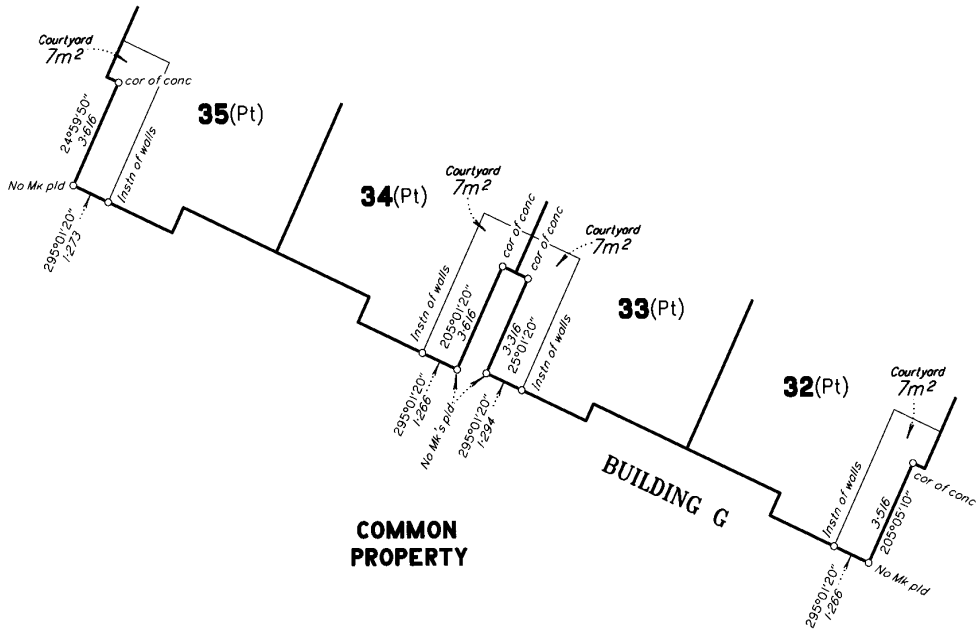 Courtyard
7m²
cor of conc
24°59'50"
3·616
35(Pt)
No Mk pld
Instn of walls
295°01'20"
1·273
Courtyard
7m²
34(Pt)
cor of conc
cor of conc
Courtyard
7m²
Instn of walls
205°01'20"
3·616
3·316
25°01'20"
Instn of walls
33(Pt)
295°01'20"
1·266
No Mk's pld
295°01'20"
1·294
Courtyard
7m²
32(Pt)
BUILDING G
Instn of walls
cor of conc
3·516
205°05'10"
No Mk pld
295°01'20"
1·266
COMMON
PROPERTY